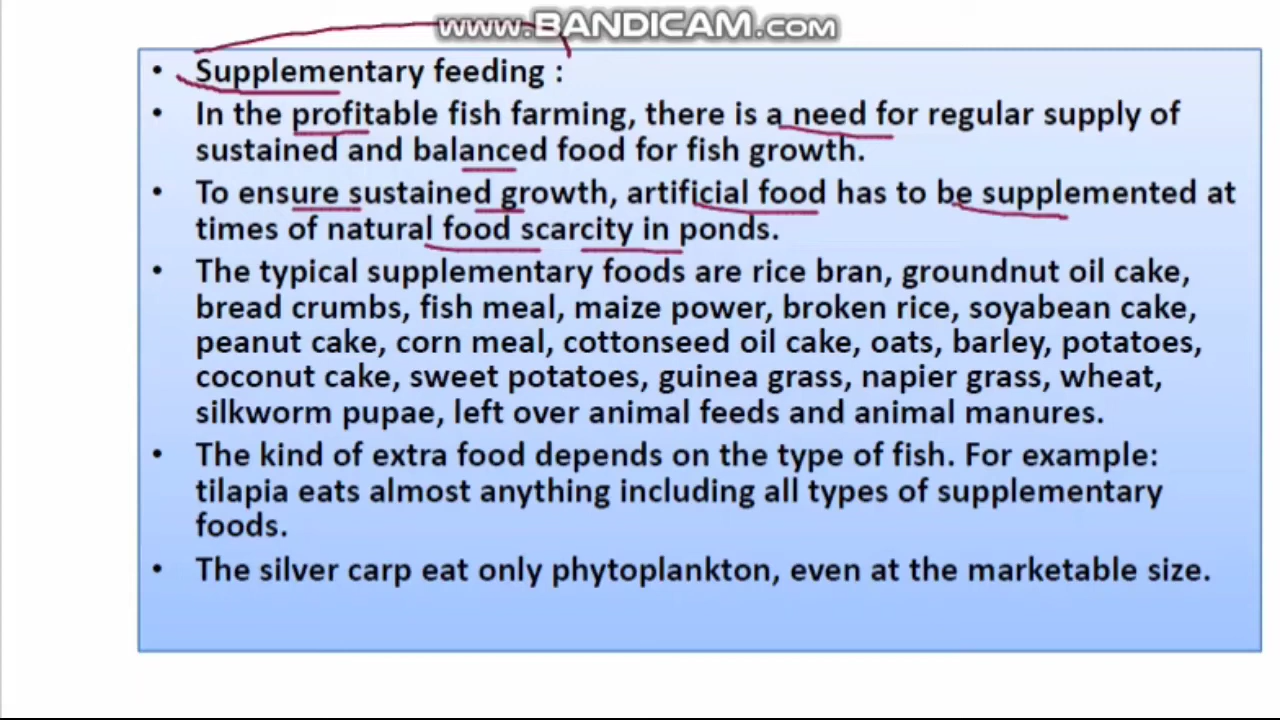 www.BANDICAM.com
• Supplementary feeding :
• In the profitable fish farming, there is a need for regular supply of
sustained and balanced food for fish growth.
• To ensure sustained growth, artificial food has to be supplemented at
times of natural food scarcity in ponds.
• The typical supplementary foods are rice bran, groundnut oil cake,
bread crumbs, fish meal, maize power, broken rice, soyabean cake,
peanut cake, corn meal, cottonseed oil cake, oats, barley, potatoes,
coconut cake, sweet potatoes, guinea grass, napier grass, wheat,
silkworm pupae, left over animal feeds and animal manures.
• The kind of extra food depends on the type of fish. For example:
tilapia eats almost anything including all types of supplementary
foods.
• The silver carp eat only phytoplankton, even at the marketable size.